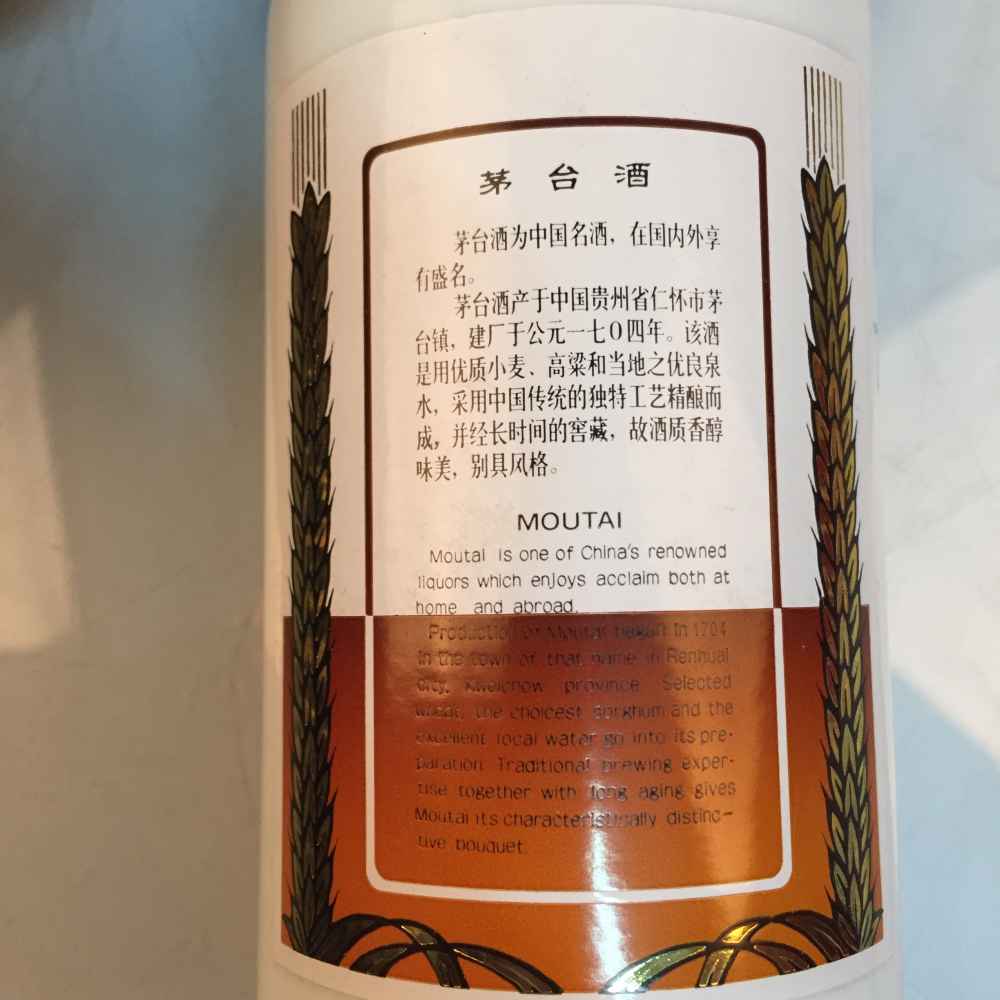 茅台酒
茅台酒为中国名酒，在国内外享
有盛名。
茅台酒产于中国贵州省仁怀市茅
台镇，建厂于公元一七0四年。该酒
是用优质小麦、高粱和当地之优良泉
水，采用中国传统的独特工艺精酿而
成，并经长时间的窖藏，故酒质香醇
味美，别具风格。
MOUTAI
Moutai is one of China's renowned
liquors which enjoys acclaim both at
home and abroad.
Production of Moutai began in 1704
in the town of that name in Renhuai
City, Kweichow province. Selected
wheat, the choicest sorghum and the
excellent local water go into its pre-
paration. Traditional brewing exper-
tise together with long aging gives
Moutai its characteristically distinc-
tive bouquet.